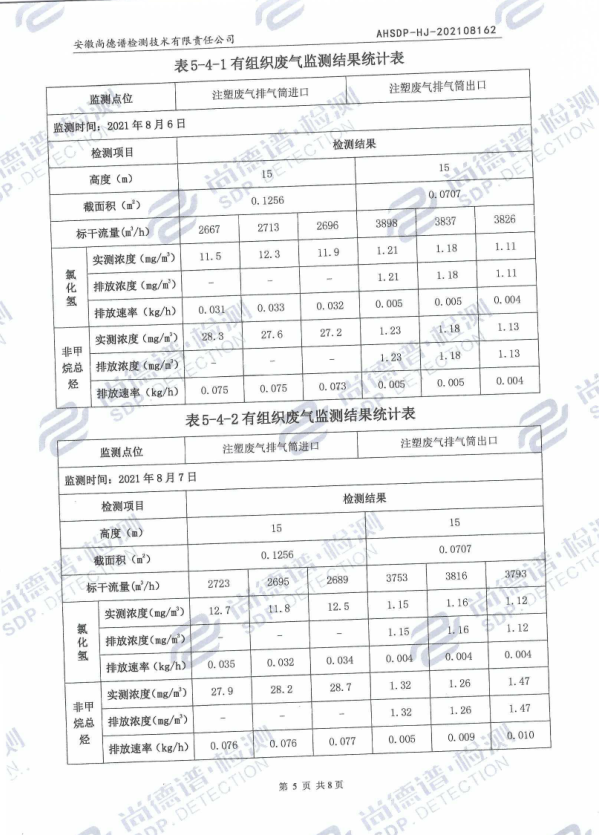 安徽尚德谱检测技术有限责任公司 AHSDP-HJ-202108162
表5-4-1有组织废气监测结果统计表
监测点位 注塑废气排气筒进口 注塑废气排气筒出口
监测时间：2021年8月6日
检测项目 检测结果
高度（m） 15 15
截面积（m²） 0.1256 0.0707
标干流量(m³/h) 2667 2713 2696 3898 3837 3826
氯化氢 实测浓度（mg/m³） 11.5 12.3 11.9 1.21 1.18 1.11
排放浓度（mg/m³） - - - 1.21 1.18 1.11
排放速率（kg/h） 0.031 0.033 0.032 0.005 0.005 0.004
非甲烷总烃 实测浓度（mg/m³） 28.3 27.6 27.2 1.23 1.18 1.13
排放浓度（mg/m³） - - - 1.23 1.18 1.13
排放速率（kg/h） 0.075 0.075 0.073 0.005 0.005 0.004
表5-4-2有组织废气监测结果统计表
监测点位 注塑废气排气筒进口 注塑废气排气筒出口
监测时间：2021年8月7日
检测项目 检测结果
高度（m） 15 15
截面积（m²） 0.1256 0.0707
标干流量(m³/h) 2723 2695 2689 3753 3816 3793
氯化氢 实测浓度(mg/m³) 12.7 11.8 12.5 1.15 1.16 1.12
排放浓度(mg/m³) - - - 1.15 1.16 1.12
排放速率(kg/h) 0.035 0.032 0.034 0.004 0.004 0.004
非甲烷总烃 实测浓度(mg/m³) 27.9 28.2 28.7 1.32 1.26 1.47
排放浓度(mg/m³) - - - 1.32 1.26 1.47
排放速率(kg/h) 0.076 0.076 0.077 0.005 0.009 0.010
第 5 页 共8页
尚德谱·检测
SDP.DETECTION